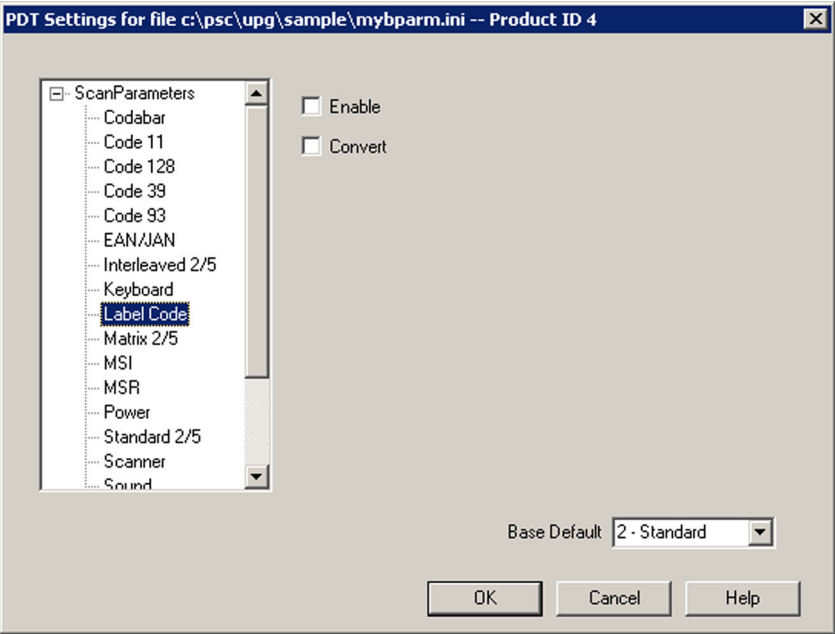 PDT Settings for file c:\psc\upg\sample\mybparm.ini -- Product ID 4
ScanParameters
Codabar
Code 11
Code 128
Code 39
Code 93
EAN/JAN
Interleaved 2/5
Keyboard
Label Code
Matrix 2/5
MSI
MSR
Power
Standard 2/5
Scanner
Sound
Enable
Convert
Base Default 2 - Standard
OK Cancel Help